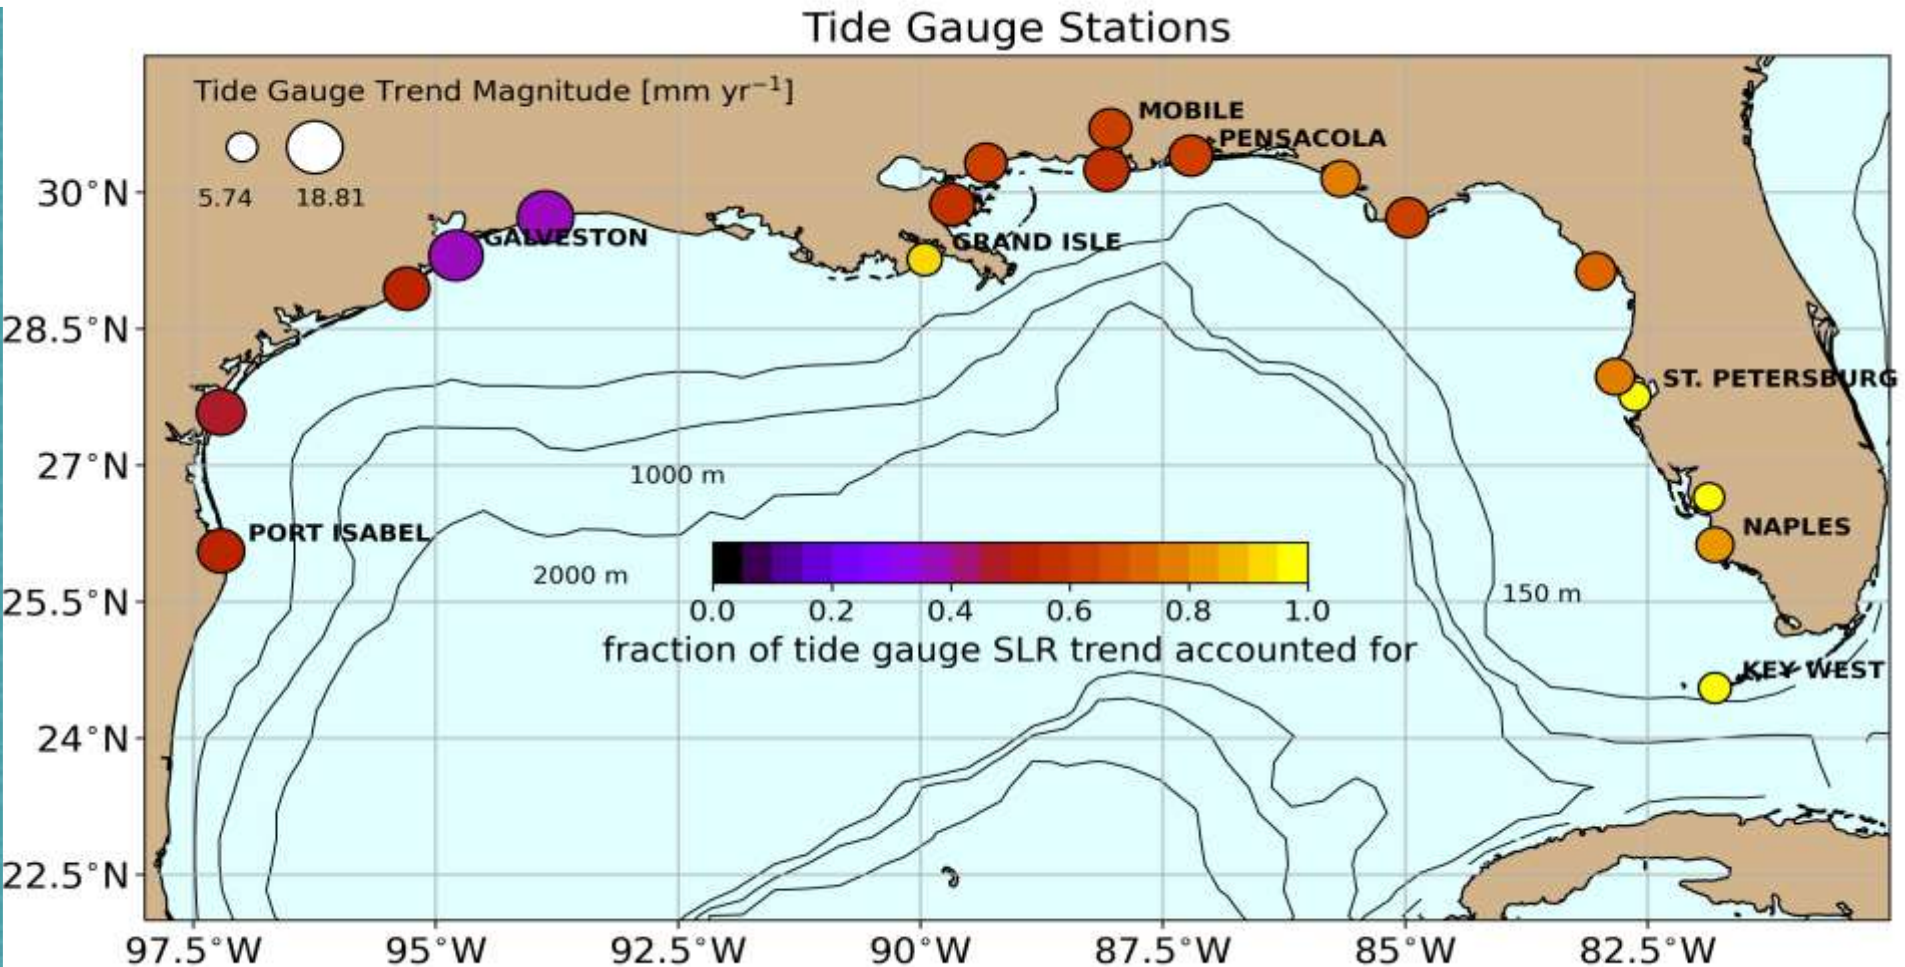 Tide Gauge Stations
Tide Gauge Trend Magnitude [mm yr⁻¹]
5.74 18.81
MOBILE
PENSACOLA
GALVESTON
GRAND ISLE
ST. PETERSBURG
PORT ISABEL
NAPLES
KEY WEST
1000 m
2000 m
150 m
0.0 0.2 0.4 0.6 0.8 1.0
fraction of tide gauge SLR trend accounted for
30°N
28.5°N
27°N
25.5°N
24°N
22.5°N
97.5°W 95°W 92.5°W 90°W 87.5°W 85°W 82.5°W